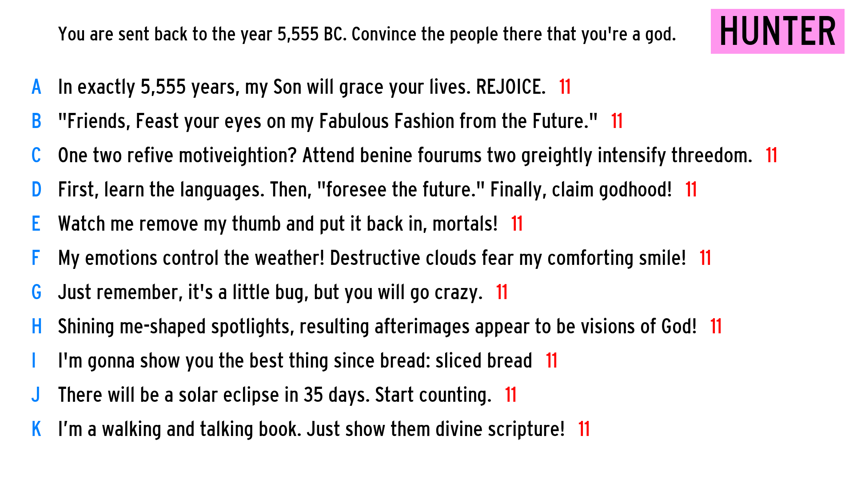 You are sent back to the year 5,555 BC. Convince the people there that you're a god.
HUNTER
A In exactly 5,555 years, my Son will grace your lives. REJOICE. 11
B "Friends, Feast your eyes on my Fabulous Fashion from the Future." 11
C One two refive motiveightion? Attend benine fourums two greightly intensify threedom. 11
D First, learn the languages. Then, "foresee the future." Finally, claim godhood! 11
E Watch me remove my thumb and put it back in, mortals! 11
F My emotions control the weather! Destructive clouds fear my comforting smile! 11
G Just remember, it's a little bug, but you will go crazy. 11
H Shining me-shaped spotlights, resulting afterimages appear to be visions of God! 11
I I'm gonna show you the best thing since bread: sliced bread 11
J There will be a solar eclipse in 35 days. Start counting. 11
K I’m a walking and talking book. Just show them divine scripture! 11